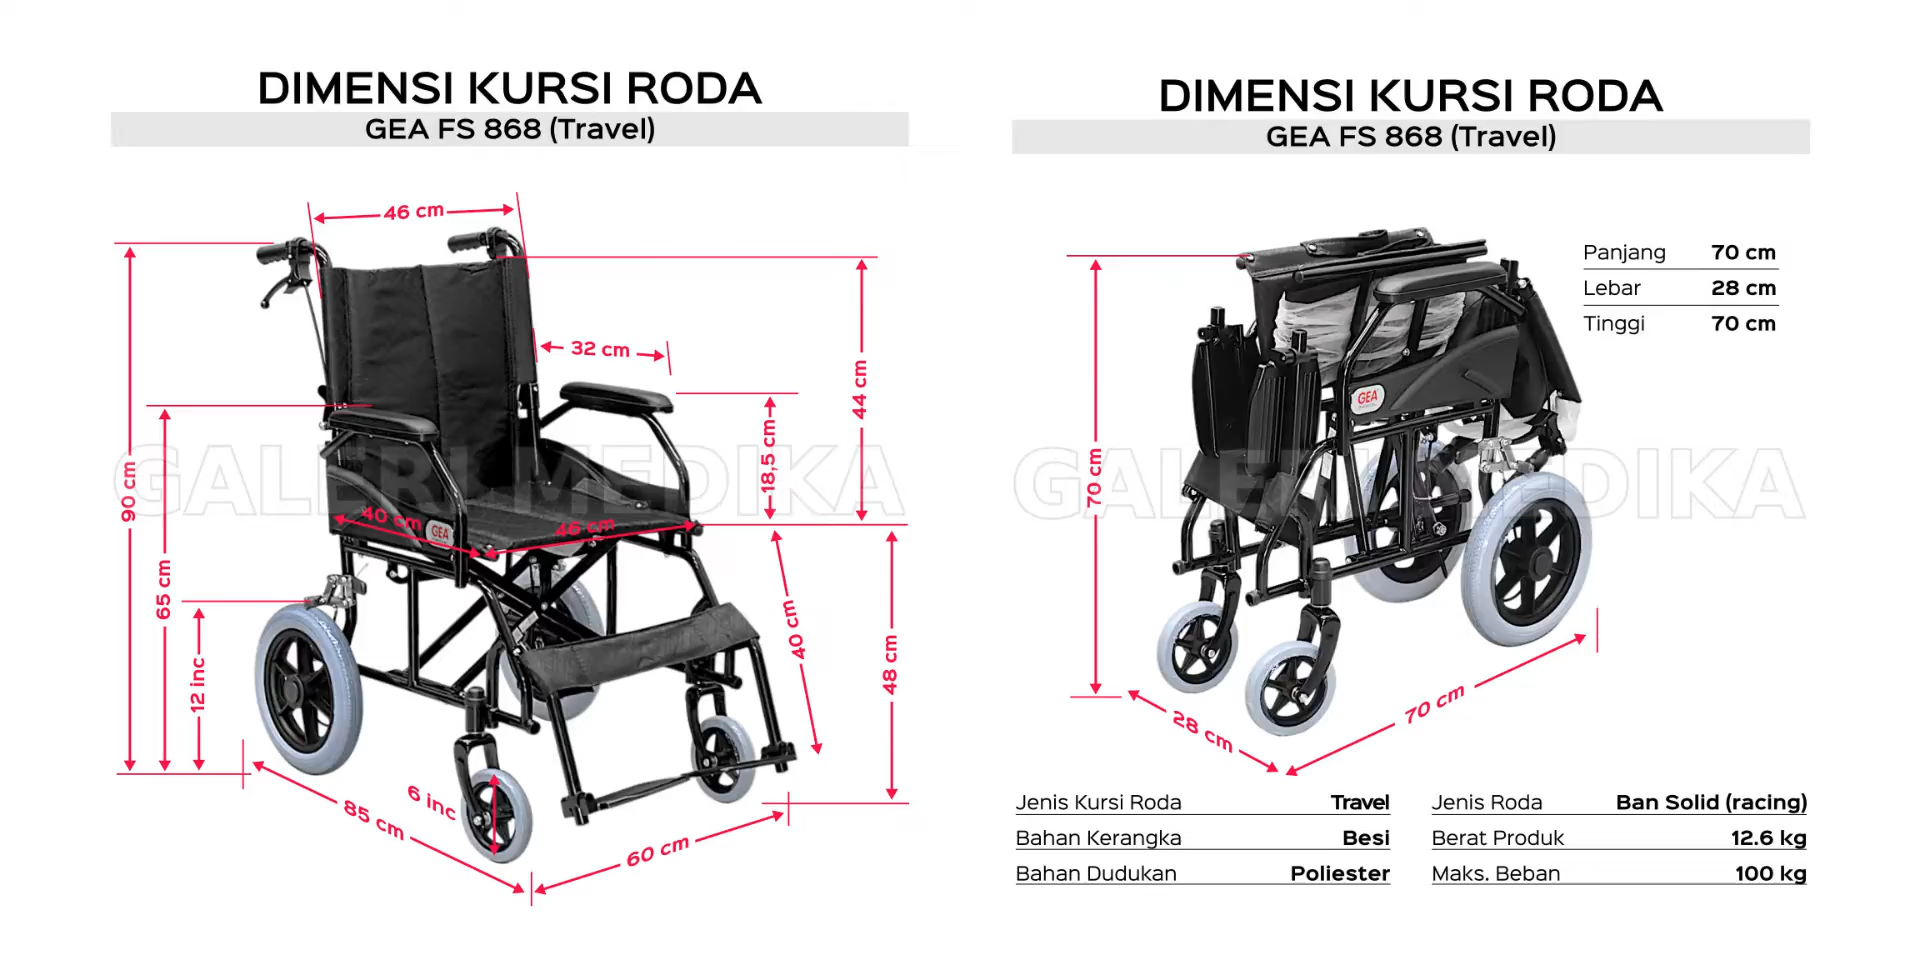 DIMENSI KURSI RODA
GEA FS 868 (Travel)
46 cm
32 cm
44 cm
18,5 cm
90 cm
65 cm
12 inc
40 cm
46 cm
40 cm
48 cm
6 inc
85 cm
60 cm
GEA
GALERI MEDIKA
DIMENSI KURSI RODA
GEA FS 868 (Travel)
Panjang 70 cm
Lebar 28 cm
Tinggi 70 cm
70 cm
GEA
GALERI MEDIKA
28 cm
70 cm
Jenis Kursi Roda Travel
Bahan Kerangka Besi
Bahan Dudukan Poliester
Jenis Roda Ban Solid (racing)
Berat Produk 12.6 kg
Maks. Beban 100 kg